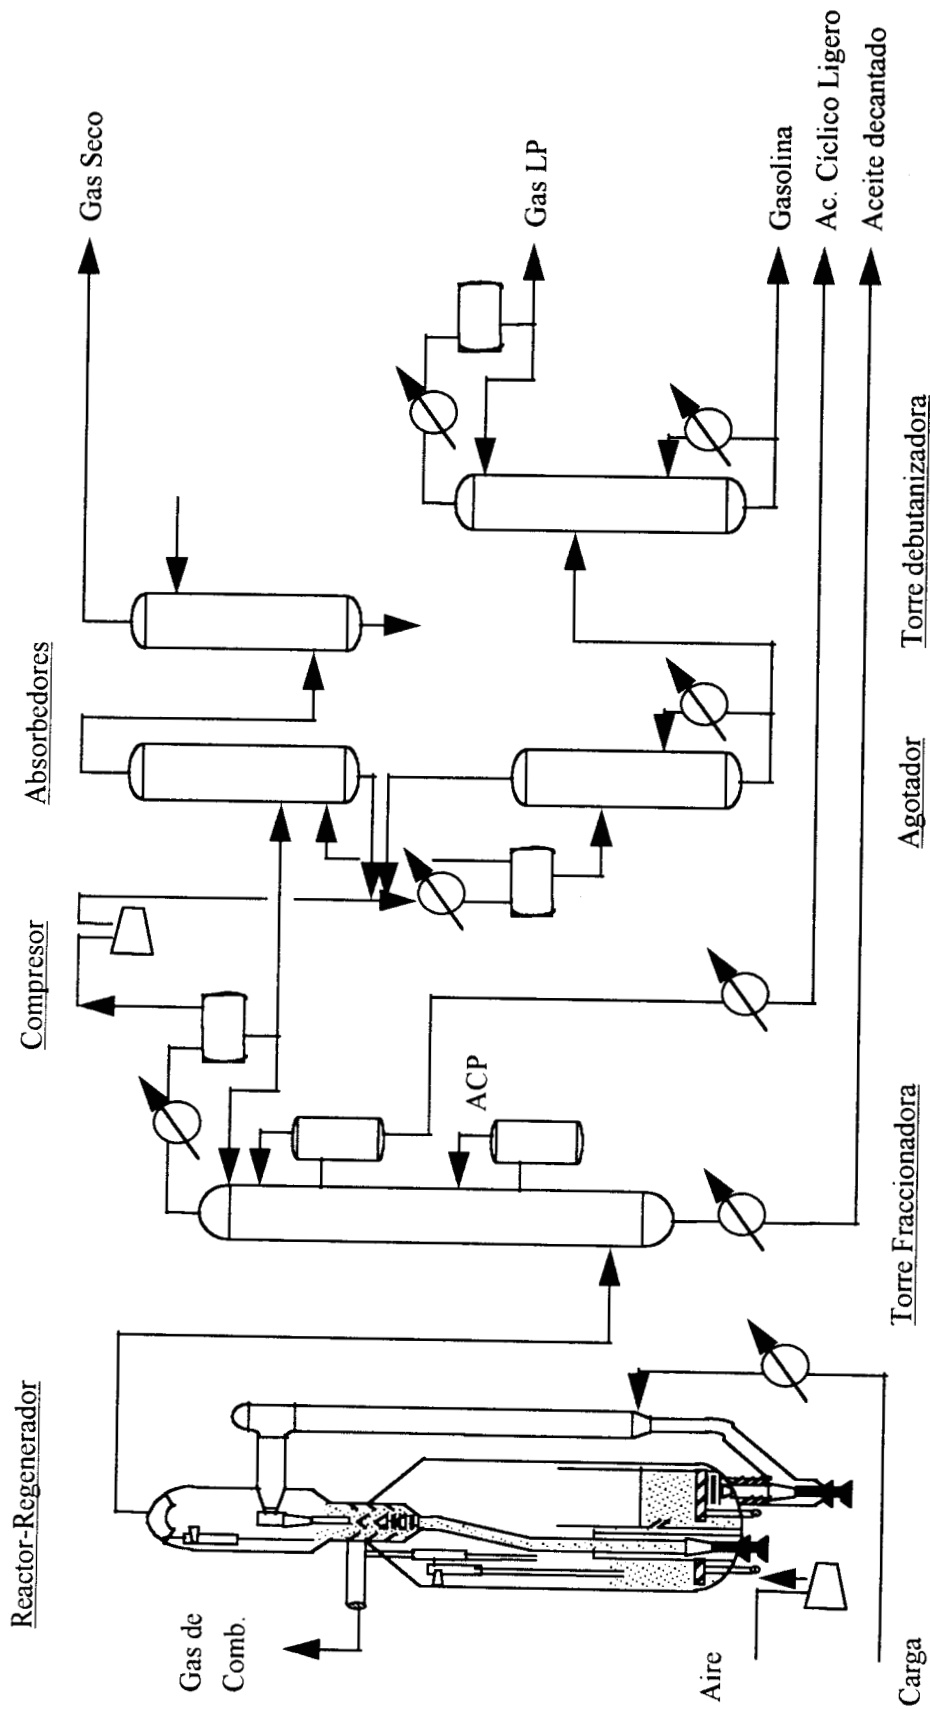 Reactor-Regenerador
Compresor
Absorbedores
Gas Seco
Gas de
Comb.
ACP
Gas LP
Aire
Carga
Torre Fraccionadora
Agotador
Torre debutanizadora
Gasolina
Ac. Cíclico Ligero
Aceite decantado